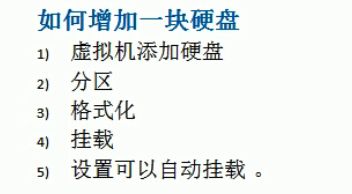 如何增加一块硬盘
1) 虚拟机添加硬盘
2) 分区
3) 格式化
4) 挂载
5) 设置可以自动挂载 。